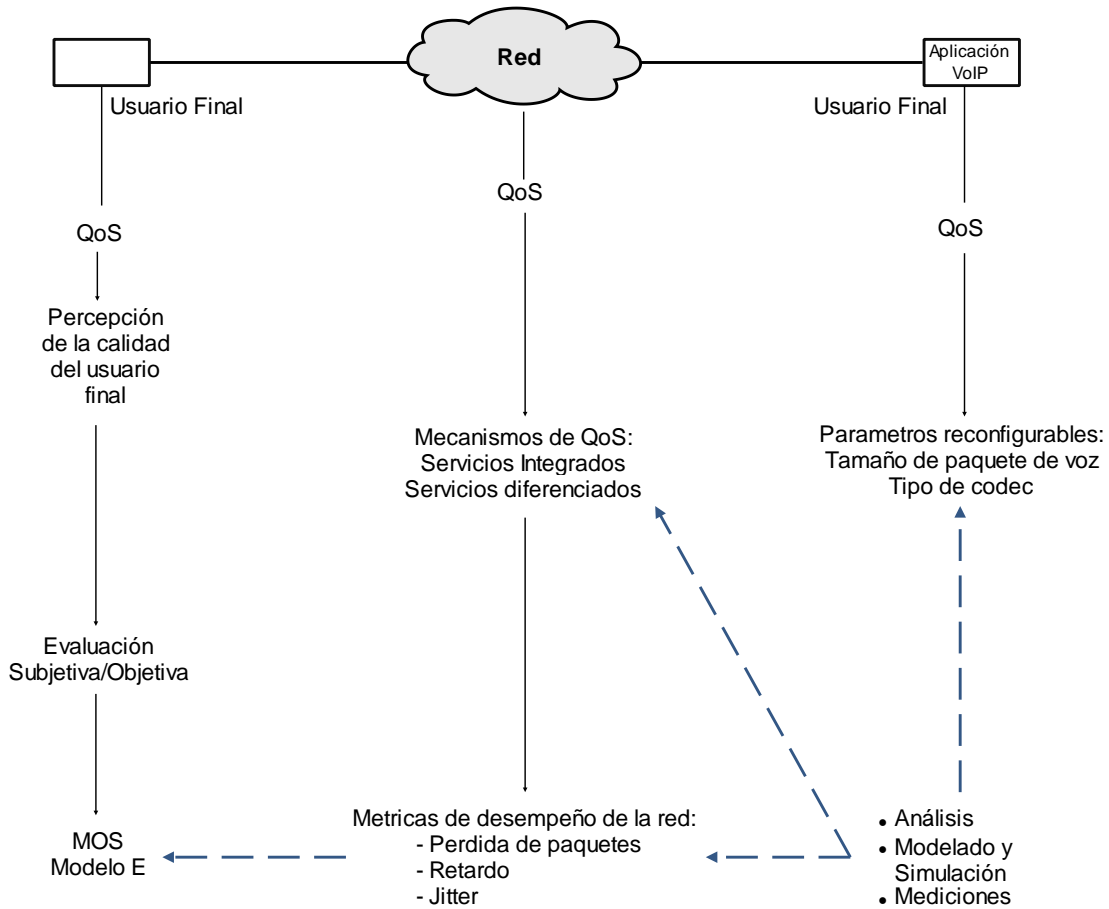 Red
Aplicación
VoIP
Usuario Final
Usuario Final
QoS
QoS
QoS
Percepción
de la calidad
del usuario
final
Mecanismos de QoS:
Servicios Integrados
Servicios diferenciados
Parametros reconfigurables:
Tamaño de paquete de voz
Tipo de codec
Evaluación
Subjetiva/Objetiva
MOS
Modelo E
Metricas de desempeño de la red:
- Perdida de paquetes
- Retardo
- Jitter
• Análisis
• Modelado y
Simulación
• Mediciones